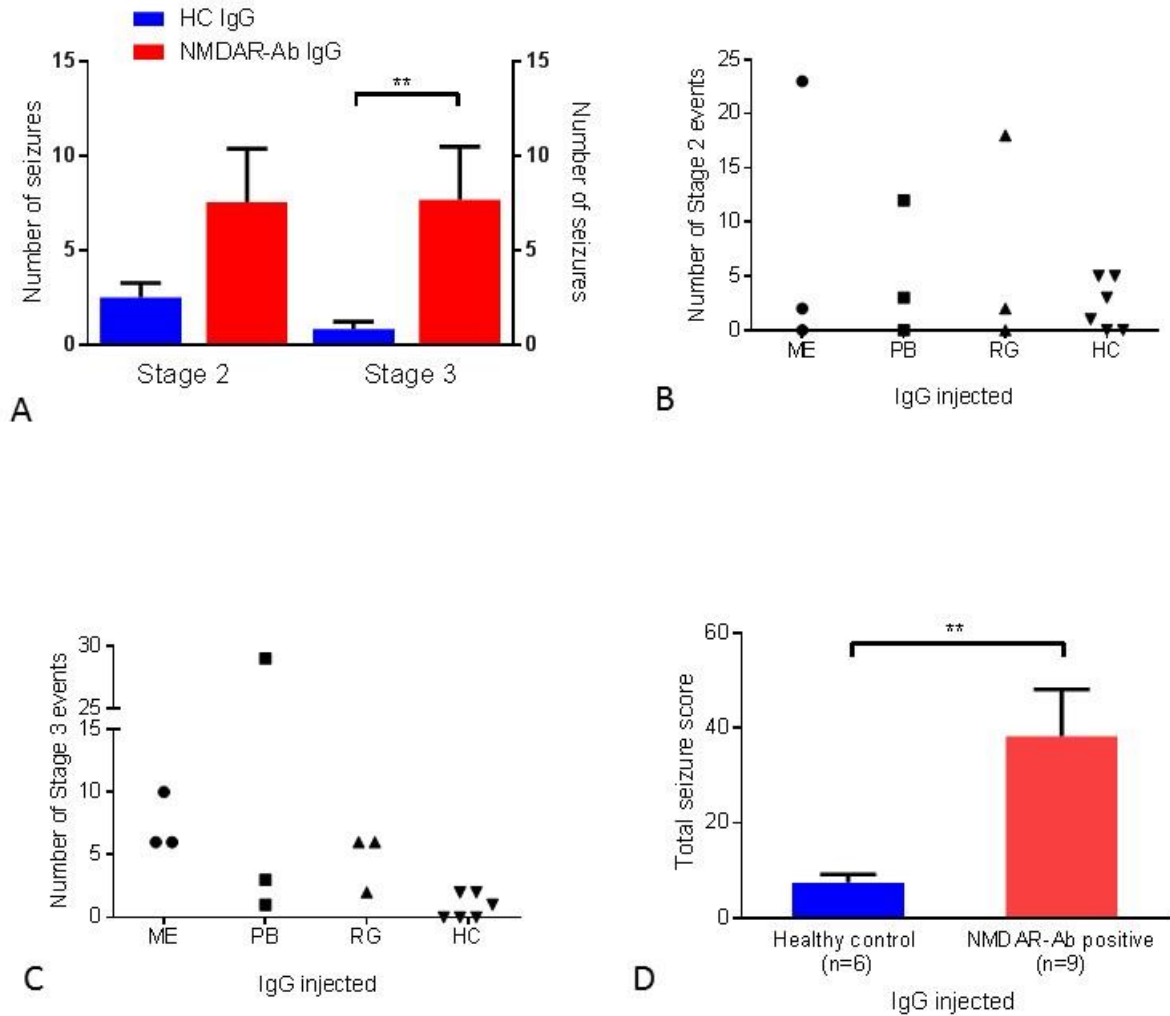 HC IgG
NMDAR-Ab IgG
Number of seizures
15
10
5
0
**
15
10
5
0
Number of seizures
Stage 2
Stage 3
A
Number of Stage 2 events
25
20
15
10
5
0
ME
PB
RG
HC
IgG injected
B
Number of Stage 3 events
30
25
15
10
5
0
ME
PB
RG
HC
IgG injected
C
Total seizure score
60
40
20
0
**
Healthy control
(n=6)
NMDAR-Ab positive
(n=9)
IgG injected
D